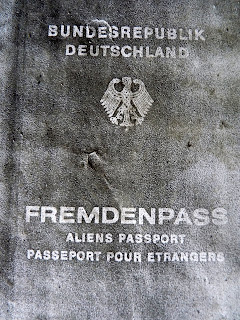 BUNDESREPUBLIK
DEUTSCHLAND
FREMDENPASS
ALIENS PASSPORT
PASSEPORT POUR ETRANGERS